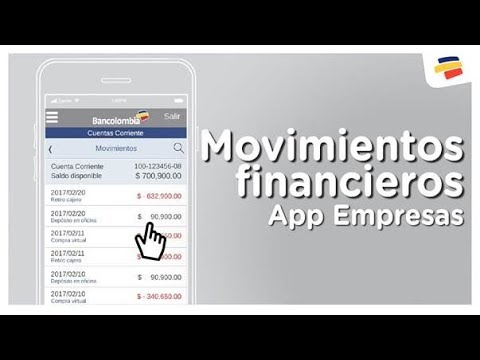 Bancolombia
Salir
Cuentas Corriente
Movimientos
Cuenta Corriente 100-123456-08
Saldo disponible $ 700,900.00
2017/02/20 $ - 632,900.00
Retiro cajero
2017/02/20 $ 90,900.00
Depósito en oficina
2017/02/11
Compra virtual
2017/02/11
Retiro cajero
2017/02/10 $ 90,900.00
Depósito en oficina
2017/02/10 $ - 340,650.00
Compra virtual
Movimientos
financieros
App Empresas